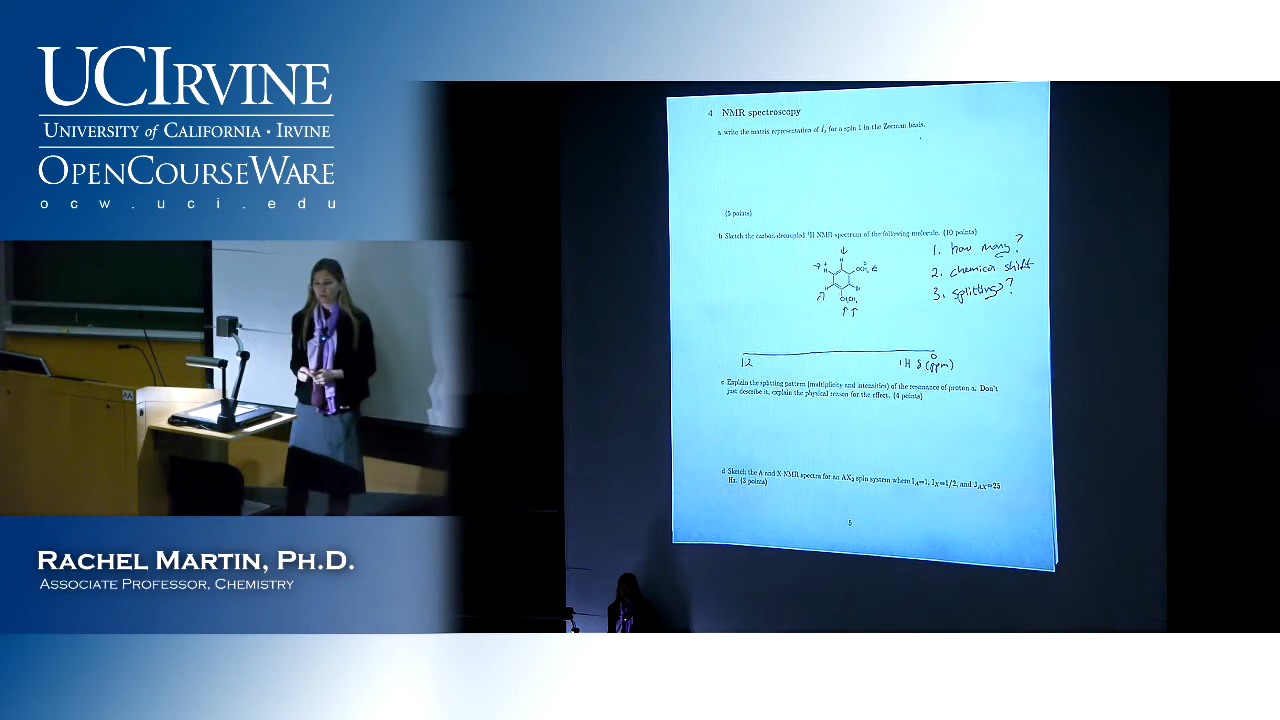 UCIRVINE
UNIVERSITY of CALIFORNIA · IRVINE
OPENCOURSEWARE
ocw.uci.edu
RACHEL MARTIN, PH.D.
ASSOCIATE PROFESSOR, CHEMISTRY
4 NMR spectroscopy
a write the matrix representation of for a spin 1 in the Zeeman basis.
(5 points)
b Sketch the carbon-decoupled ¹H NMR spectrum of the following molecule. (10 points)
1. how many?
2. chemical shift
3. splitting?
H
H
OCH₃
H
Br
12
0
¹H δ (ppm)
c Explain the splitting pattern (multiplicity and intensities) of the resonance of proton a. Don't
just describe it, explain the physical reason for the effect. (4 points)
d Sketch the A and X NMR spectra for an spin system where I_A=1, I_X=1/2, and J_AX=25
Hz. (3 points)
5